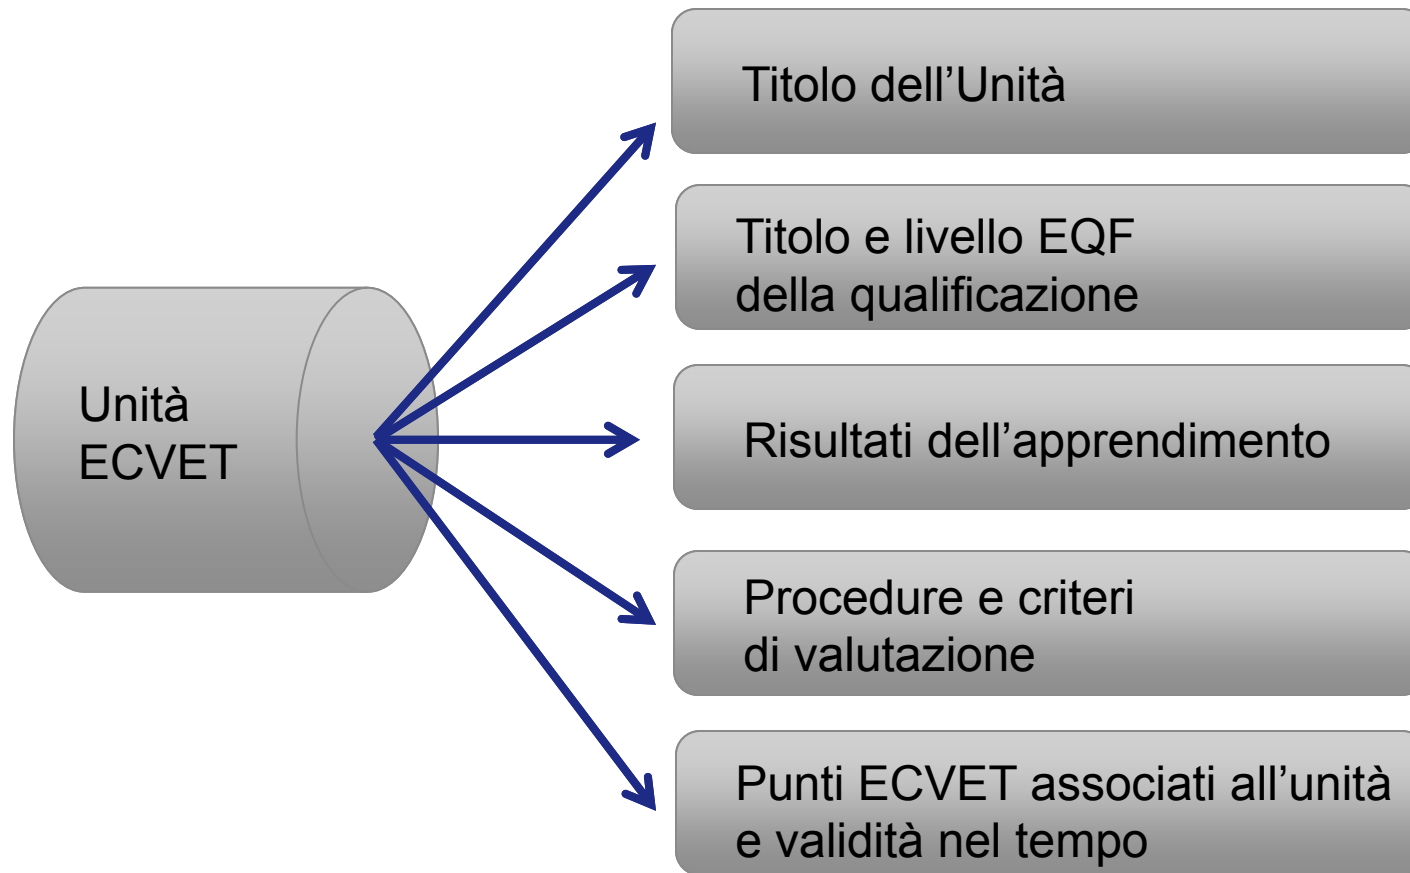 Titolo dell’Unità
Titolo e livello EQF
della qualificazione
Unità
ECVET
Risultati dell’apprendimento
Procedure e criteri
di valutazione
Punti ECVET associati all’unità
e validità nel tempo